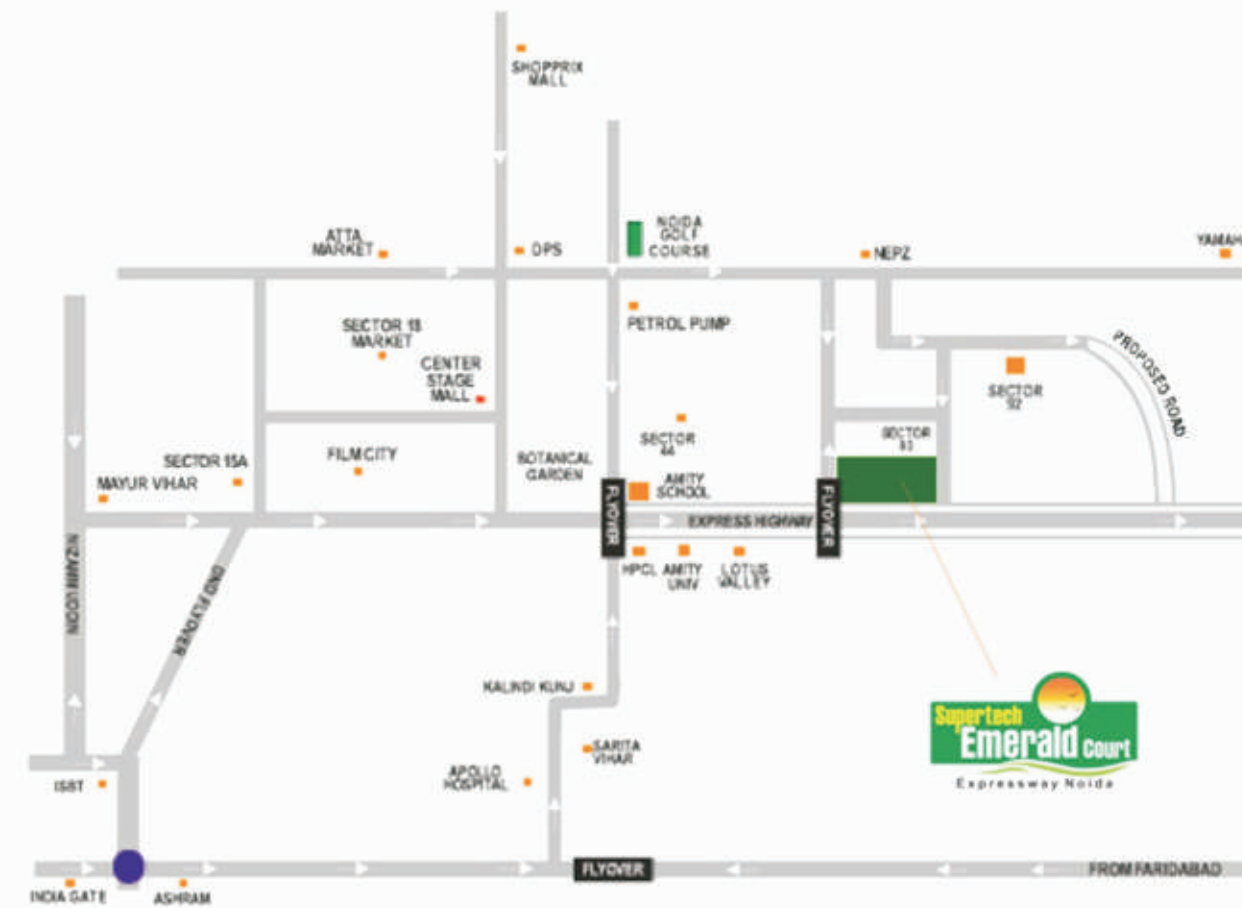 SHOPPRIX
MALL
NOIDA
GOLF
COURSE
ATTA
MARKET
DPS
NEPZ
YAMAH
PETROL PUMP
SECTOR 18
MARKET
CENTER
STAGE
MALL
PROPOSED ROAD
SECTOR
92
SECTOR
44
SECTOR
BOTANICAL
GARDEN
FILM CITY
SECTOR 15A
MAYUR VIHAR
AMITY
SCHOOL
FLYOVER
EXPRESS HIGHWAY
FLYOVER
HPCL
AMITY
UNIV
LOTUS
VALLEY
NIZAMUDDIN
DND FLYOVER
KALINDI KUNJ
SARITA
VIHAR
APOLLO
HOSPITAL
Supertech
Emerald Court
Expressway Noida
ISBT
FLYOVER
FROM FARIDABAD
INDIA GATE
ASHRAM